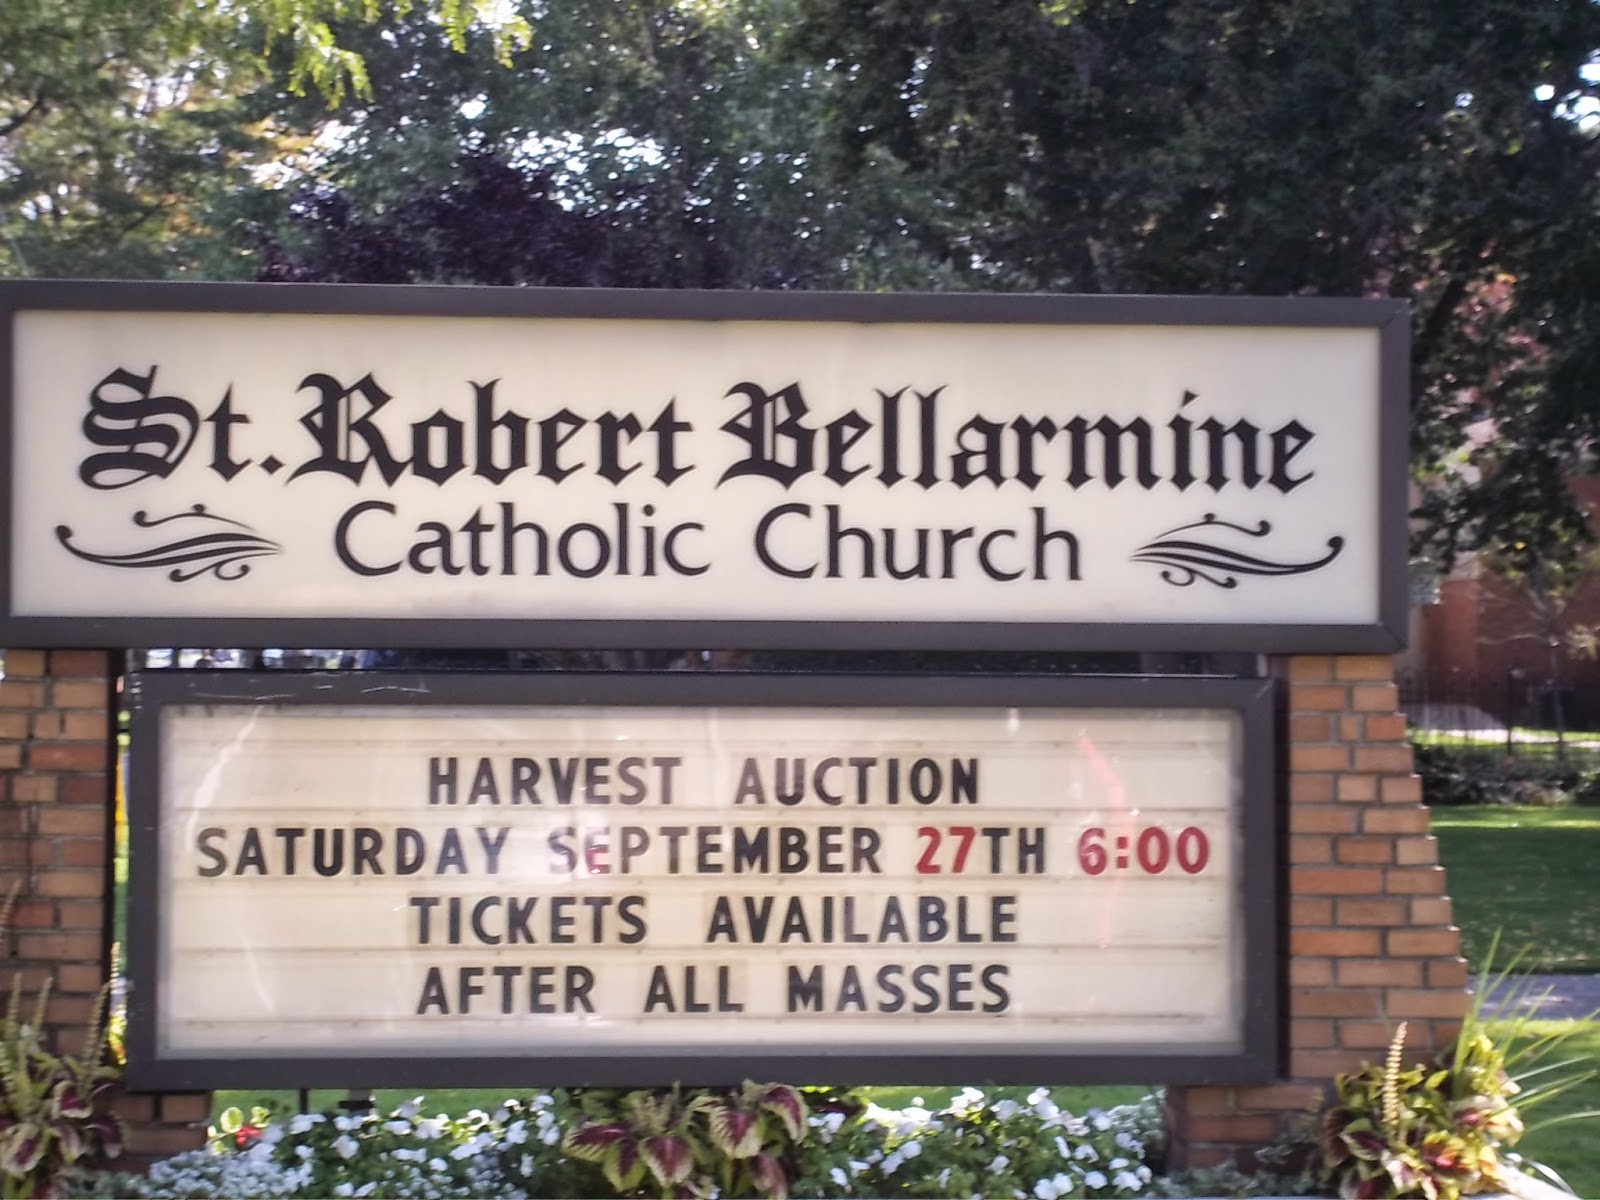 St. Robert Bellarmine
Catholic Church
HARVEST AUCTION
SATURDAY SEPTEMBER 27TH 6:00
TICKETS AVAILABLE
AFTER ALL MASSES